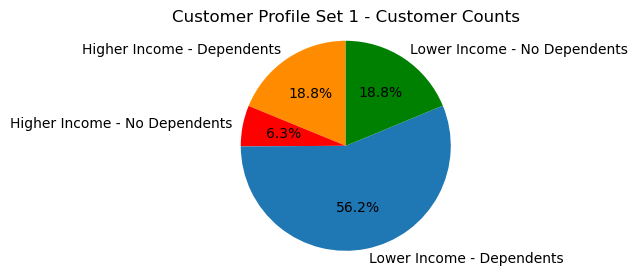 Customer Profile Set 1 - Customer Counts
Higher Income - Dependents
Lower Income - No Dependents
18.8%
18.8%
Higher Income - No Dependents
6.3%
56.2%
Lower Income - Dependents